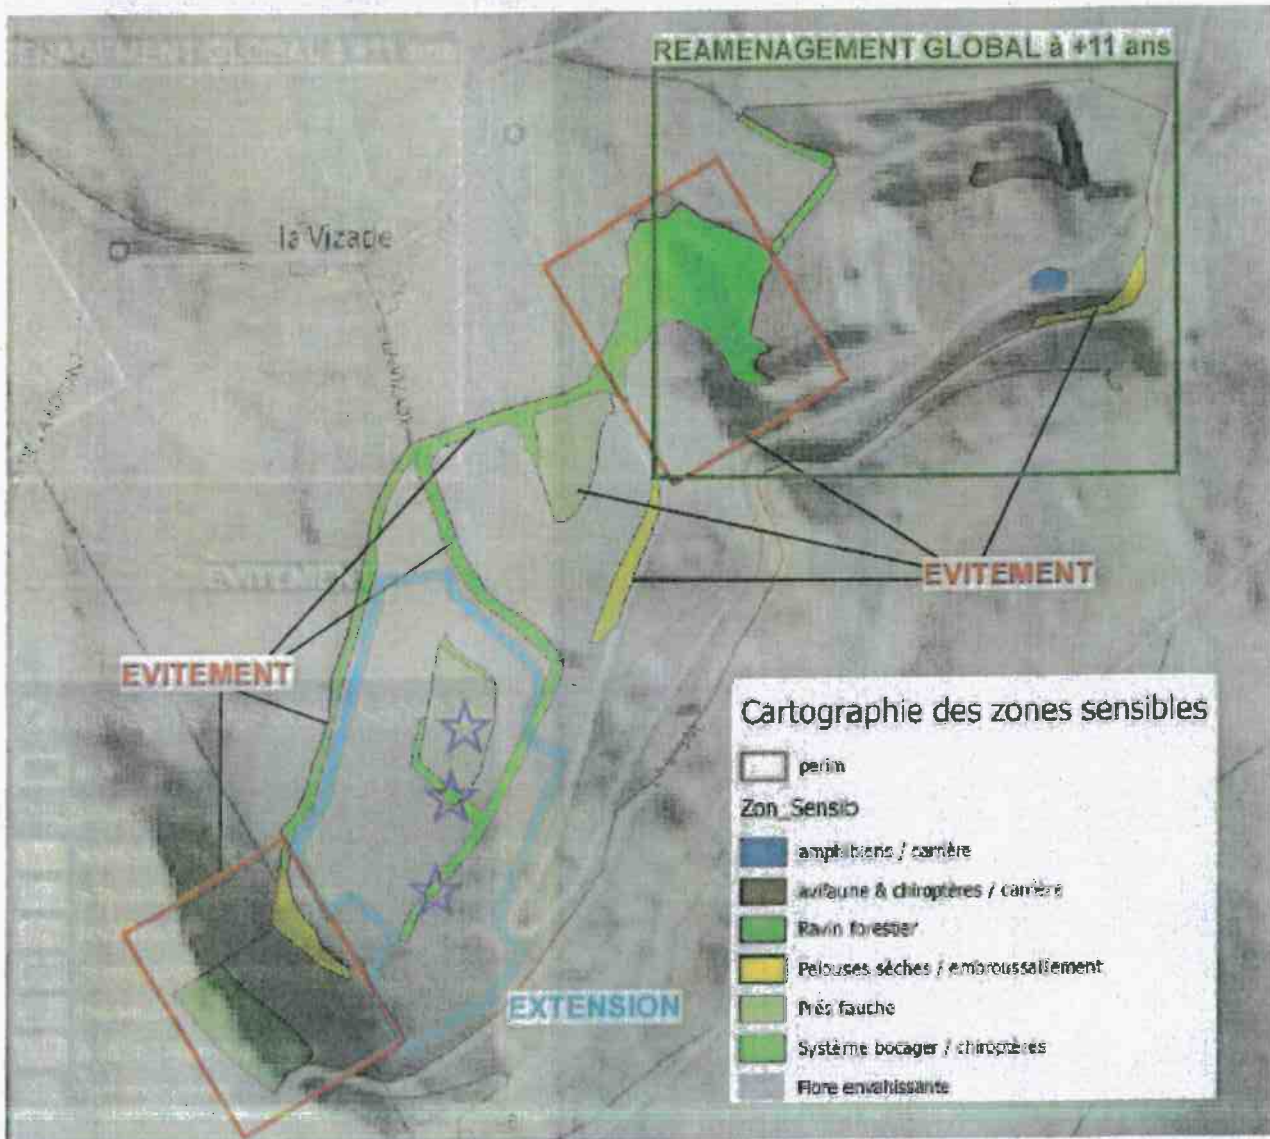 REAMENAGEMENT GLOBAL à +11 ans
la Vizade
EVITEMENT
EVITEMENT
EXTENSION
Cartographie des zones sensibles
perim
Zon_Sensib
amphibiens / carrière
avifaune & chiroptères / carrière
Ravin forestier
Pelouses sèches / embroussaillement
Prés fauche
Système bocager / chiroptères
Flore envahissante